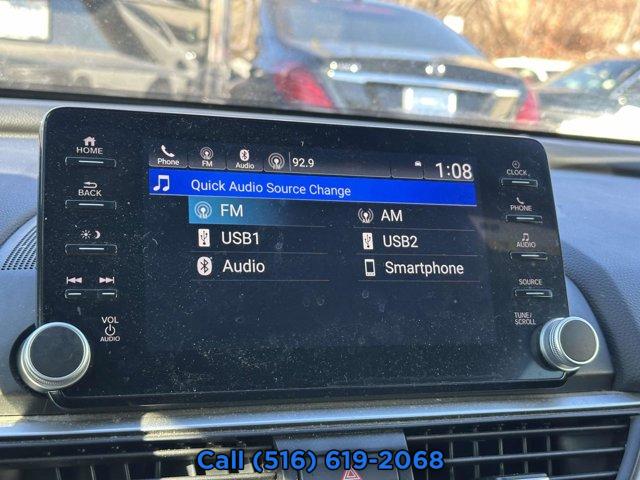 HOME
Phone
FM
Audio
92.9
1:08
CLOCK
Quick Audio Source Change
BACK
FM
AM
PHONE
USB1
USB2
AUDIO
Audio
Smartphone
SOURCE
VOL
AUDIO
TUNE/
SCROLL
Call (516) 619-2068